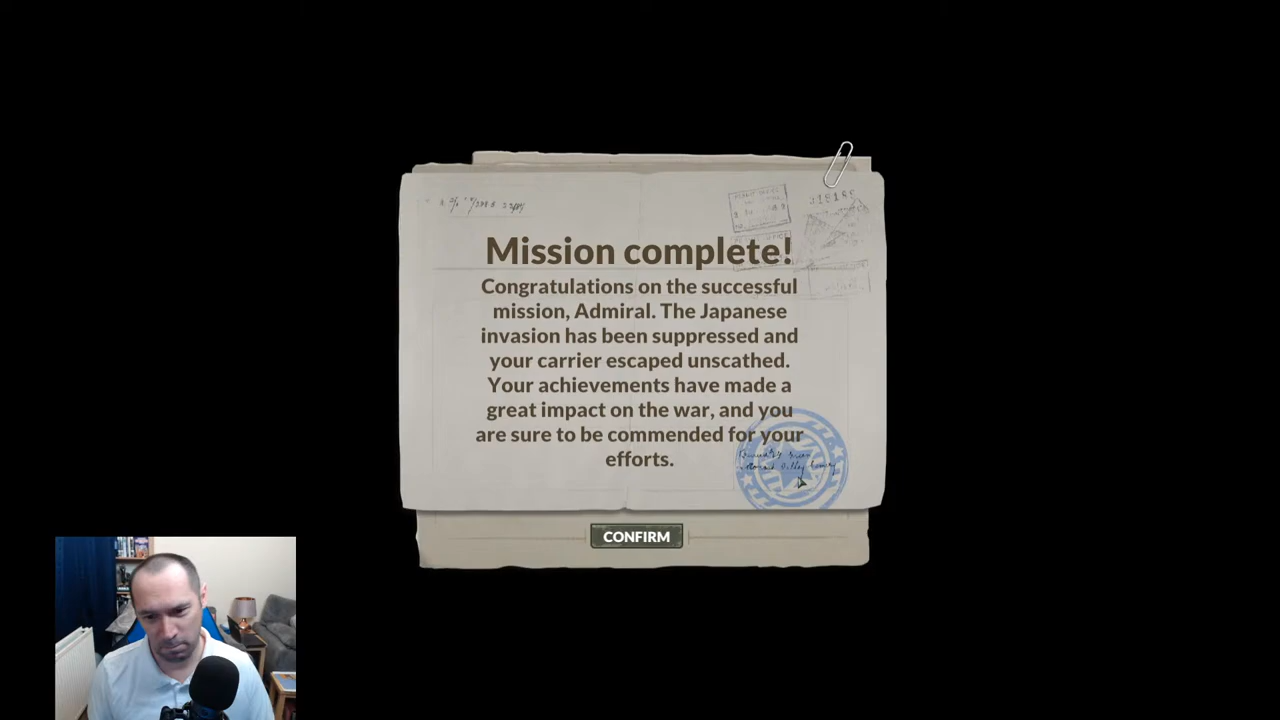 Mission complete!
Congratulations on the successful
mission, Admiral. The Japanese
invasion has been suppressed and
your carrier escaped unscathed.
Your achievements have made a
great impact on the war, and you
are sure to be commended for your
efforts.
CONFIRM